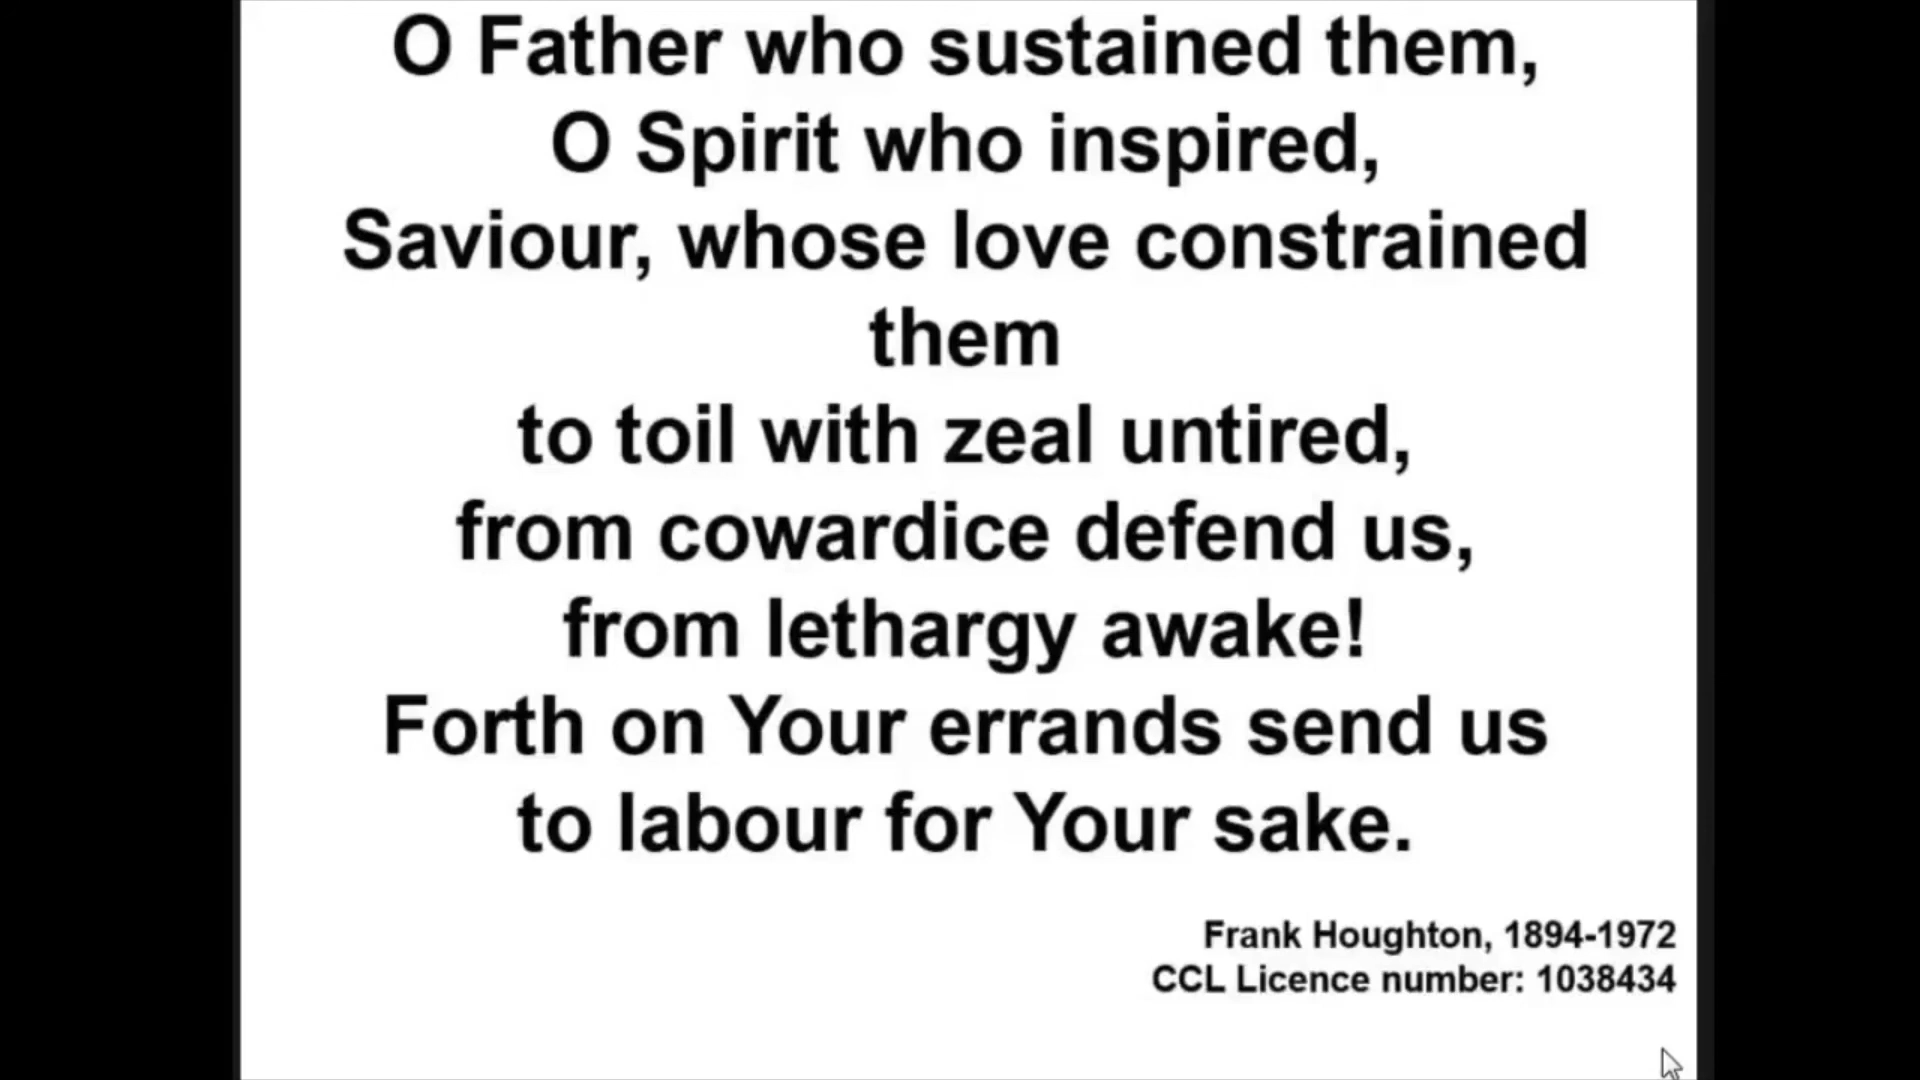 O Father who sustained them,
O Spirit who inspired,
Saviour, whose love constrained
them
to toil with zeal untired,
from cowardice defend us,
from lethargy awake!
Forth on Your errands send us
to labour for Your sake.
Frank Houghton, 1894-1972
CCL Licence number: 1038434